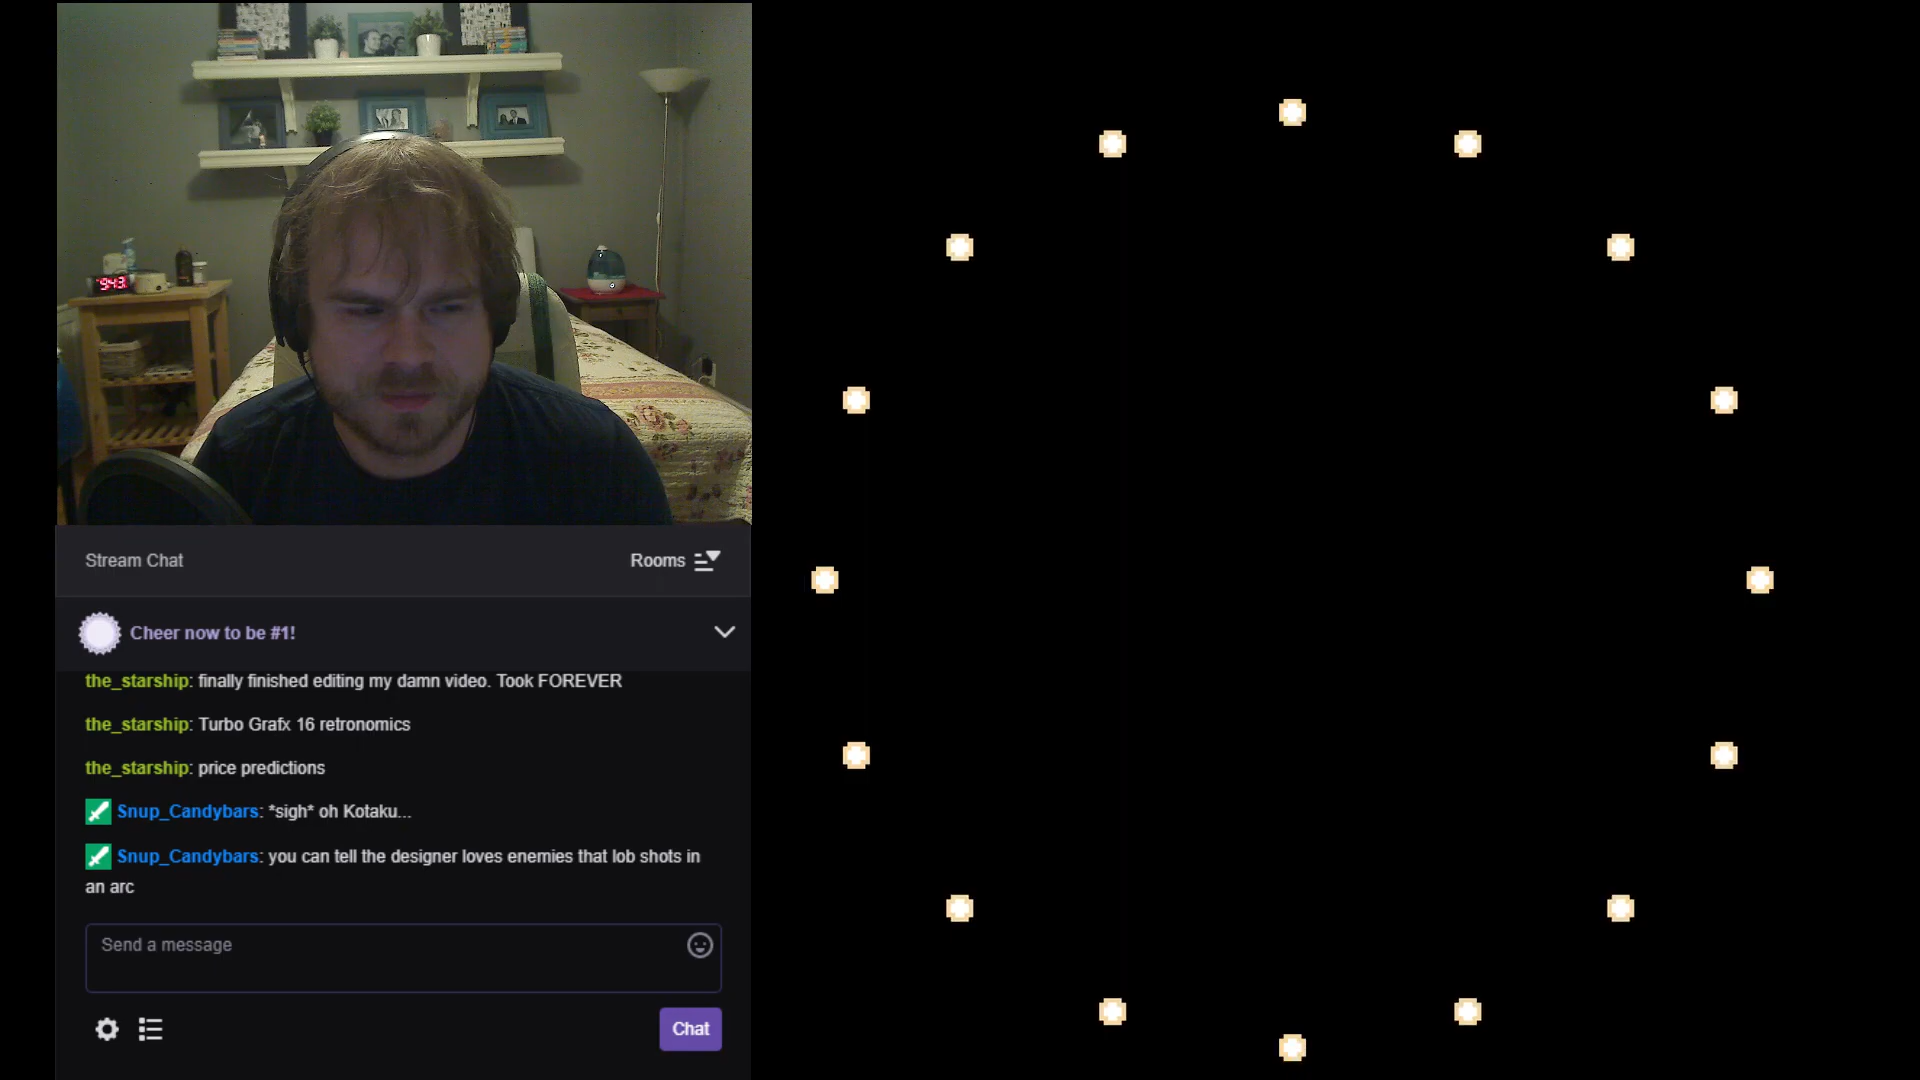 943
Stream Chat
Rooms
Cheer now to be #1!
the_starship: finally finished editing my damn video. Took FOREVER
the_starship: Turbo Grafx 16 retronomics
the_starship: price predictions
Snup_Candybars: *sigh* oh Kotaku...
Snup_Candybars: you can tell the designer loves enemies that lob shots in
an arc
Send a message
Chat